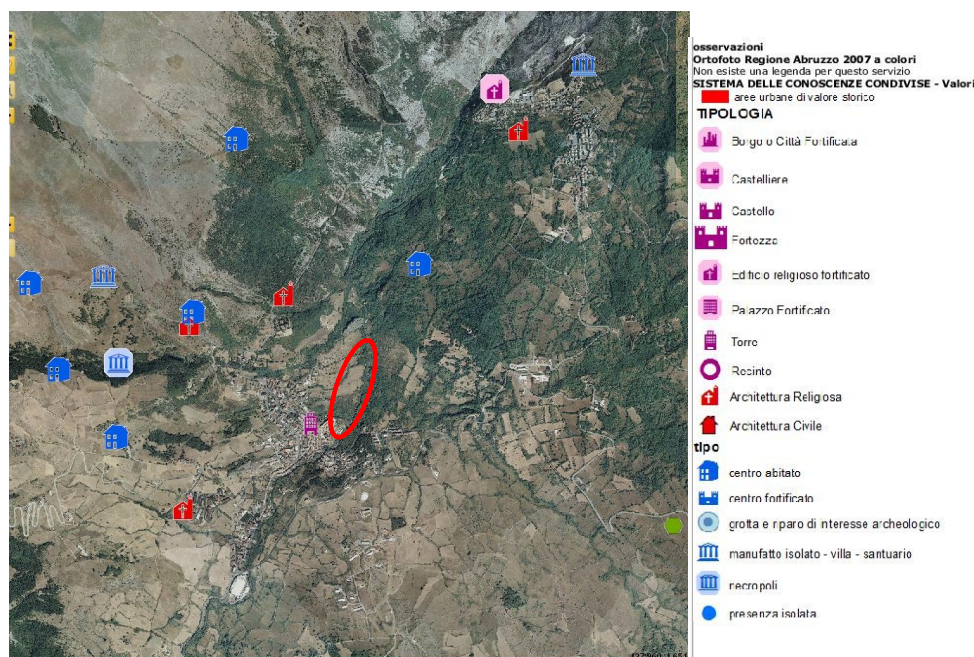 osservazioni
Ortofoto Regione Abruzzo 2007 a colori
Non esiste una legenda per questo servizio
SISTEMA DELLE CONOSCENZE CONDIVISE - Valori
aree urbane di valore storico
TIPOLOGIA
Borgo o Città Fortificata
Castelliere
Castello
Fortezza
Edificio religioso fortificato
Palazzo Fortificato
Torre
Recinto
Architettura Religiosa
Architettura Civile
tipo
centro abitato
centro fortificato
grotta e riparo di interesse archeologico
manufatto isolato - villa - santuario
necropoli
presenza isolata